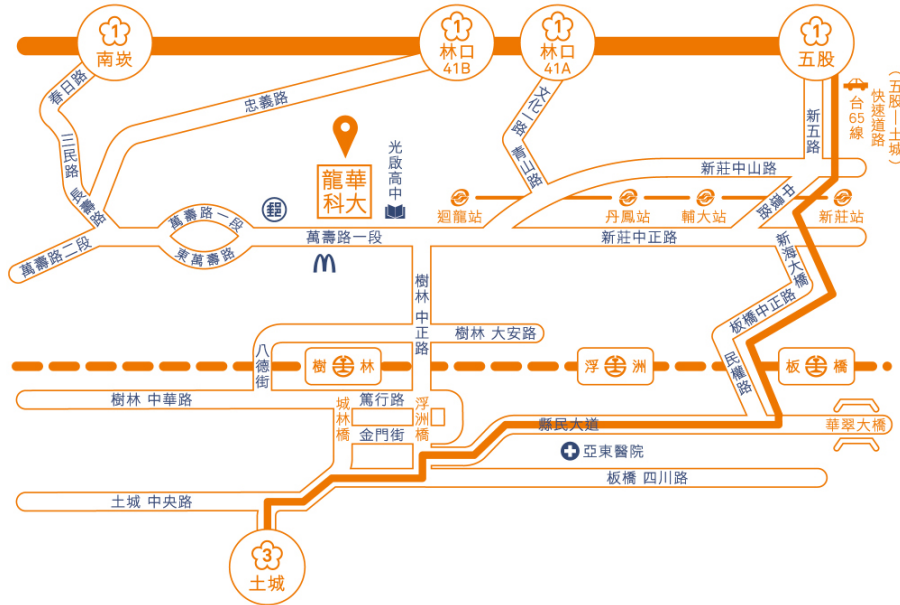 1
南崁
1
林口
41B
1
林口
41A
1
五股
(五股—土城)
快速道路
台65線
春日路
三民路
長壽路
忠義路
文化一路
青山路
新五路
光啟高中
龍華
科大
郵
新莊中山路
迴龍站
丹鳳站
輔大站
新莊站
中環路
萬壽路二段
萬壽路一段
東萬壽路
萬壽路一段
新莊中正路
新海大橋
樹林 中正路
板橋中正路
樹林 大安路
八德街
民權路
樹林
浮洲
板橋
樹林 中華路
城林橋
篤行路
浮洲橋
金門街
縣民大道
華翠大橋
亞東醫院
板橋 四川路
土城 中央路
3
土城